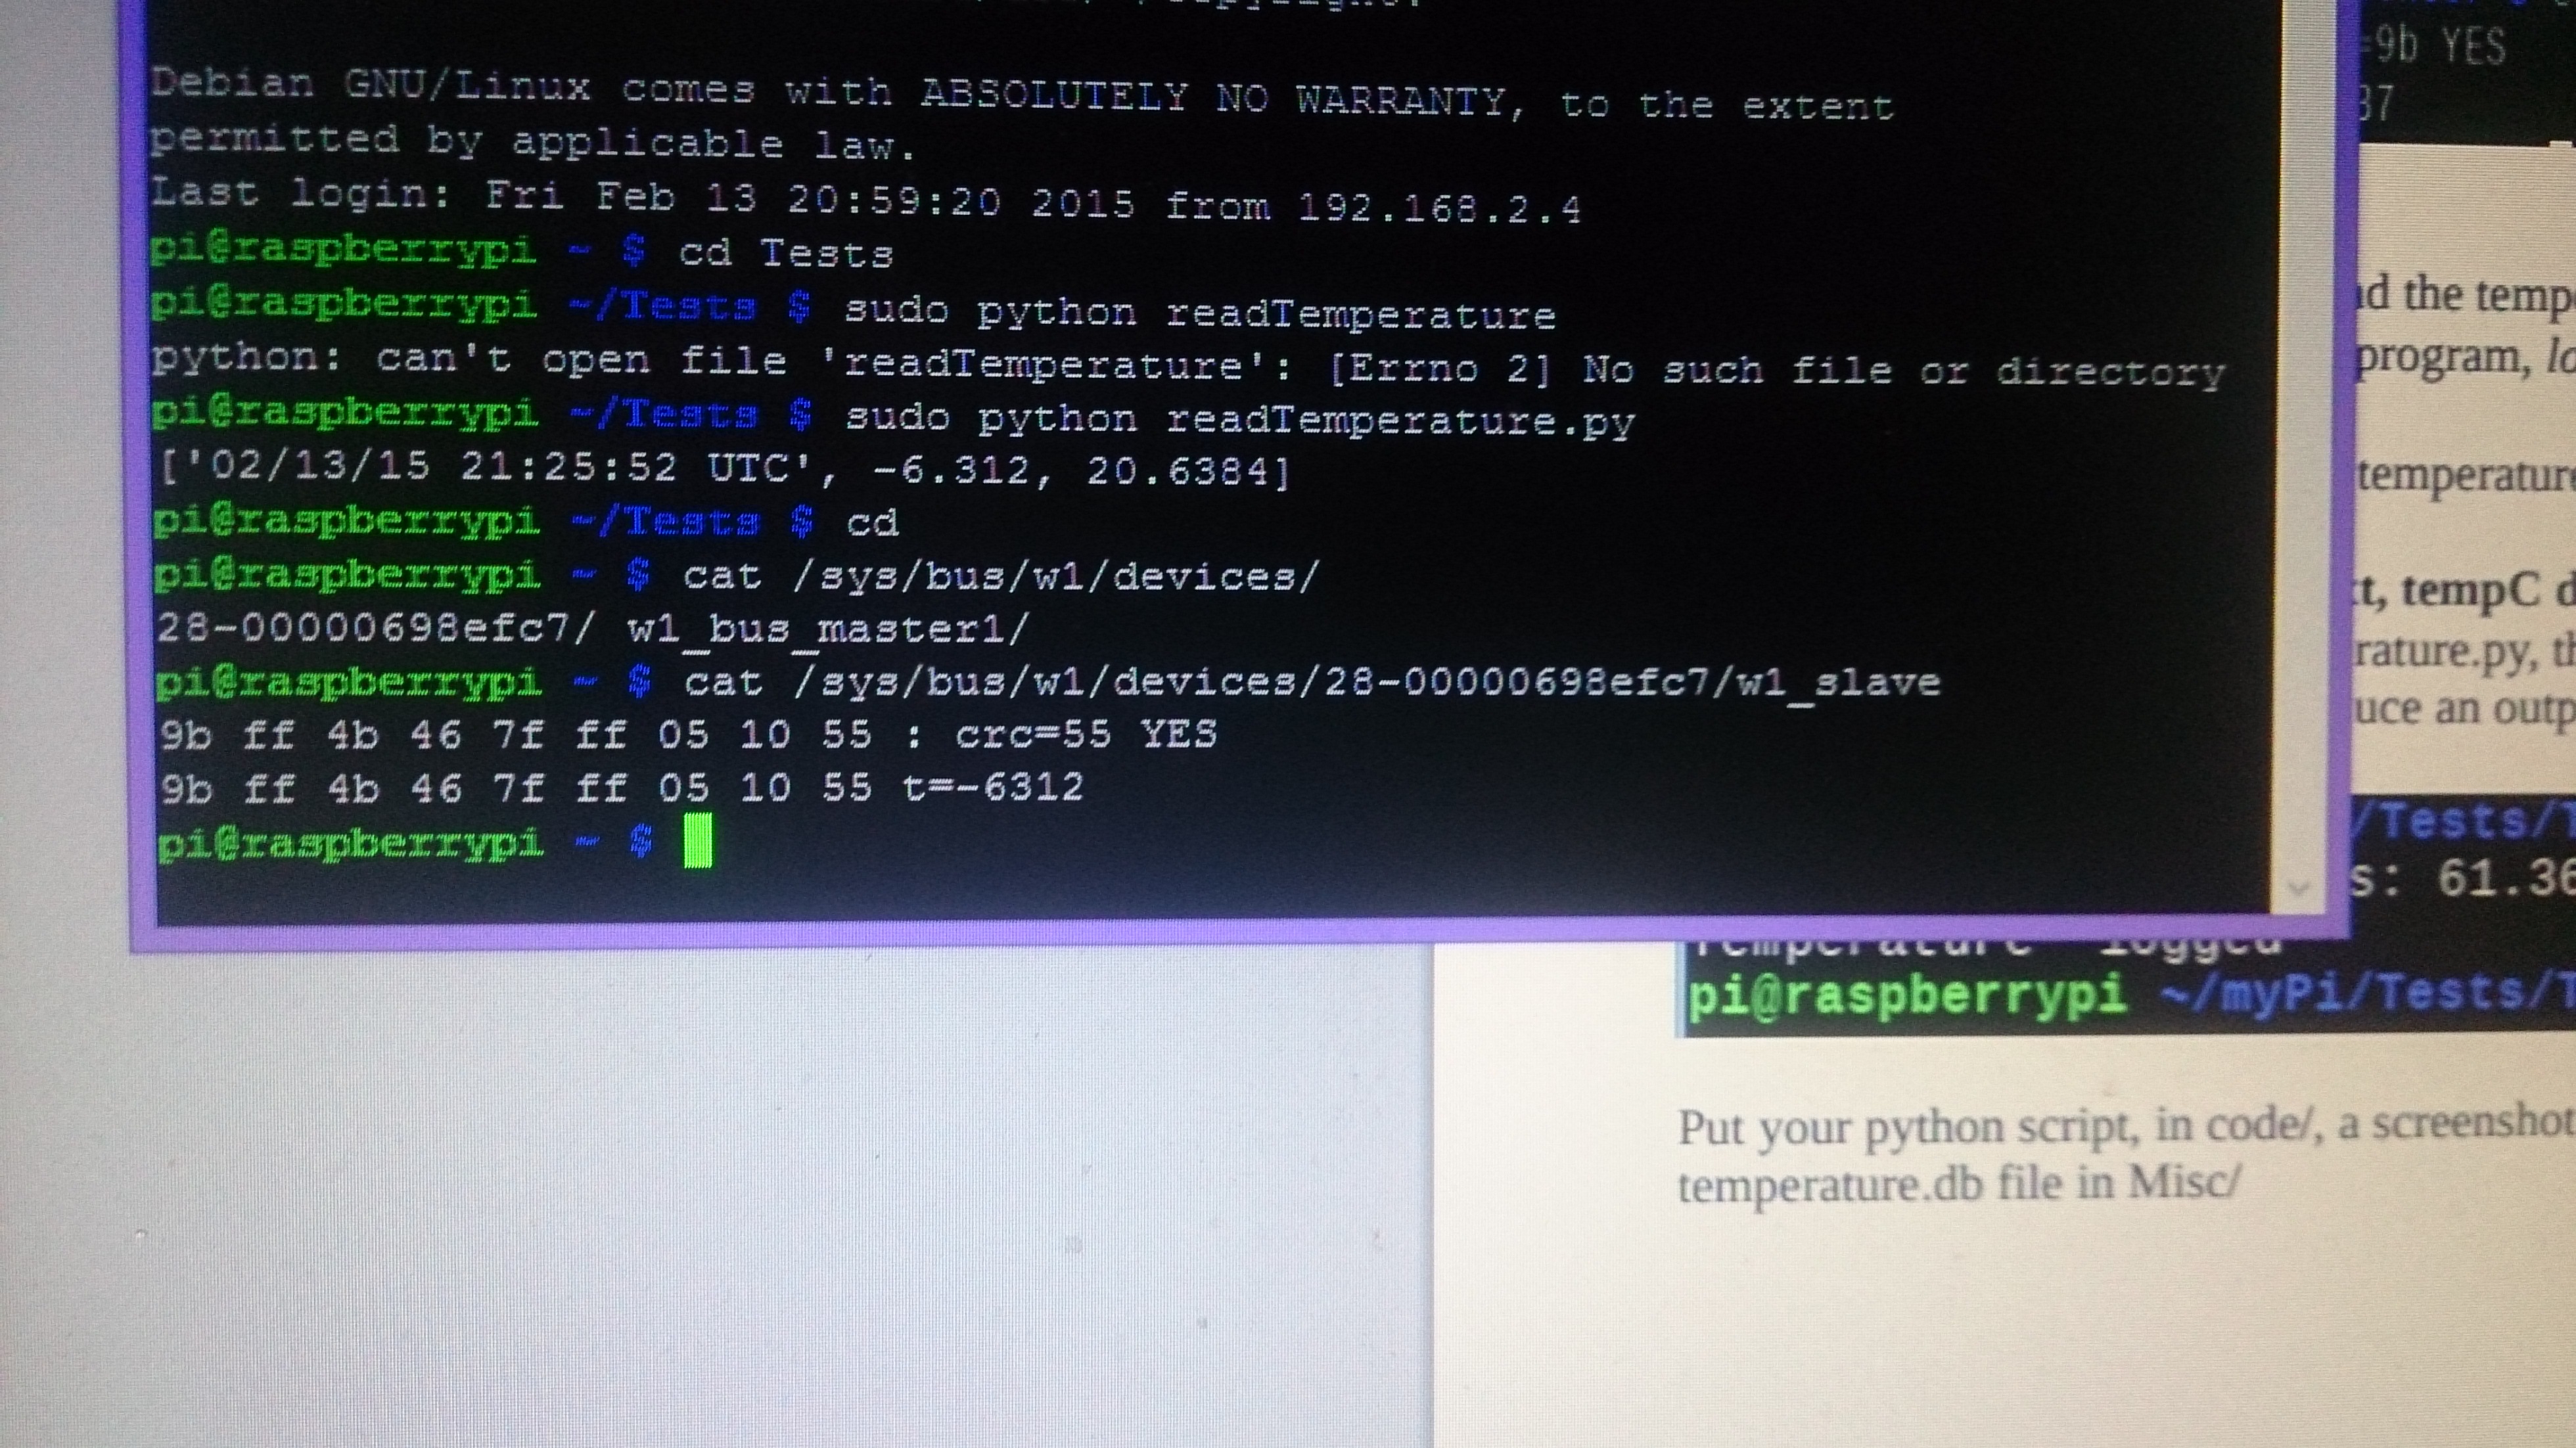 Debian GNU/Linux comes with ABSOLUTELY NO WARRANTY, to the extent
permitted by applicable law.
Last login: Fri Feb 13 20:59:20 2015 from 192.168.2.4
pi@raspberrypi ~ $ cd Tests
pi@raspberrypi ~/Tests $ sudo python readTemperature
python: can't open file 'readTemperature': [Errno 2] No such file or directory
pi@raspberrypi ~/Tests $ sudo python readTemperature.py
['02/13/15 21:25:52 UTC', -6.312, 20.6384]
pi@raspberrypi ~/Tests $ cd
pi@raspberrypi ~ $ cat /sys/bus/w1/devices/
28-00000698efc7/ w1_bus_master1/
pi@raspberrypi ~ $ cat /sys/bus/w1/devices/28-00000698efc7/w1_slave
9b ff 4b 46 7f ff 05 10 55 : crc=55 YES
9b ff 4b 46 7f ff 05 10 55 t=-6312
pi@raspberrypi ~ $
=9b YES
37
the temp
program,
temperature
t, tempC d
rature.py, th
uce an outp
/Tests/T
s: 61.36
Temperature logged
pi@raspberrypi ~/myPi/Tests/T
Put your python script, in code/, a screenshot
temperature.db file in Misc/